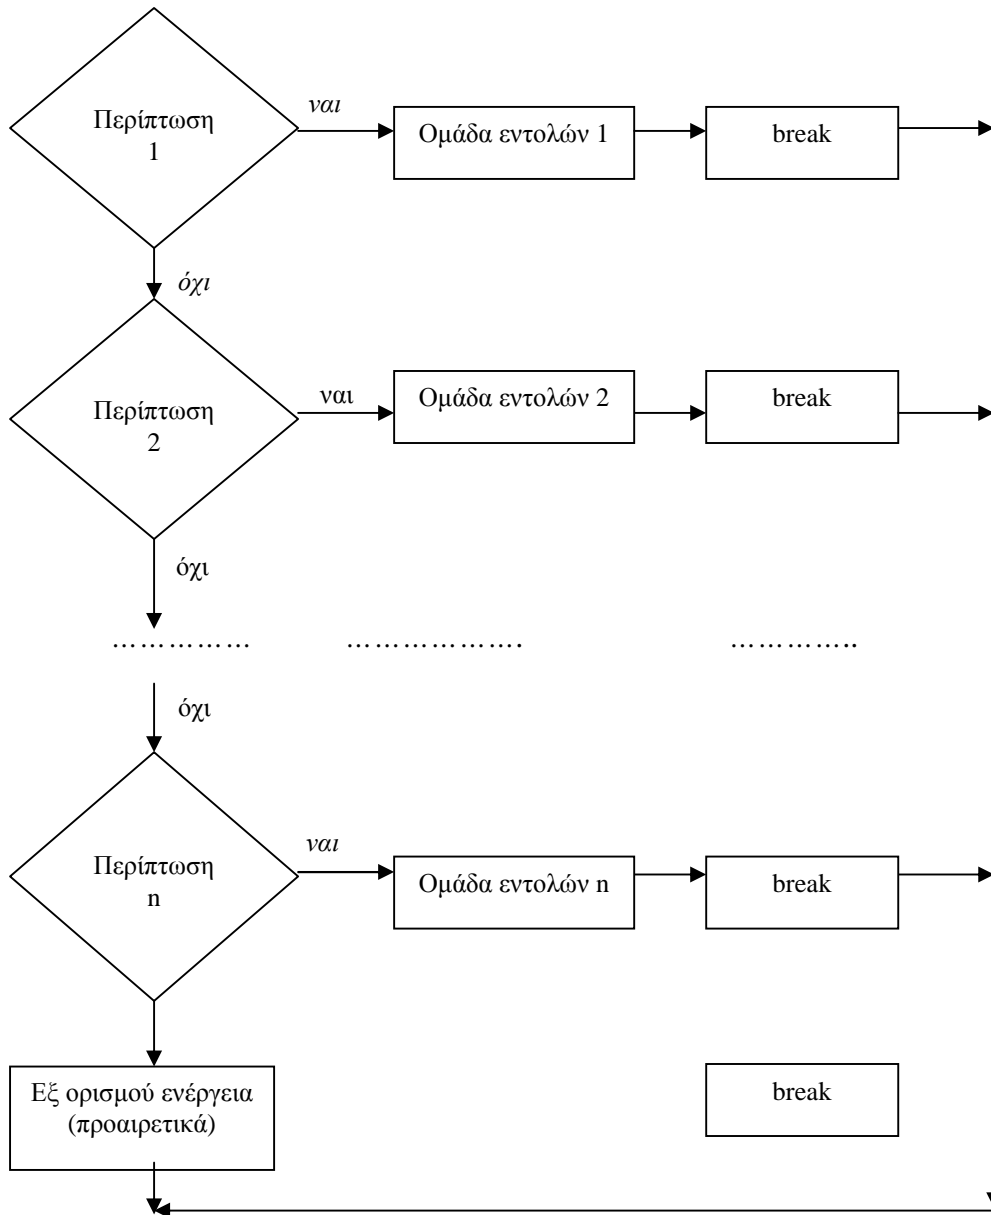 Περίπτωση
1
ναι
Ομάδα εντολών 1
break
όχι
Περίπτωση
2
ναι
Ομάδα εντολών 2
break
όχι
…………… ………………. …………..
όχι
Περίπτωση
n
ναι
Ομάδα εντολών n
break
Εξ ορισμού ενέργεια
(προαιρετικά)
break